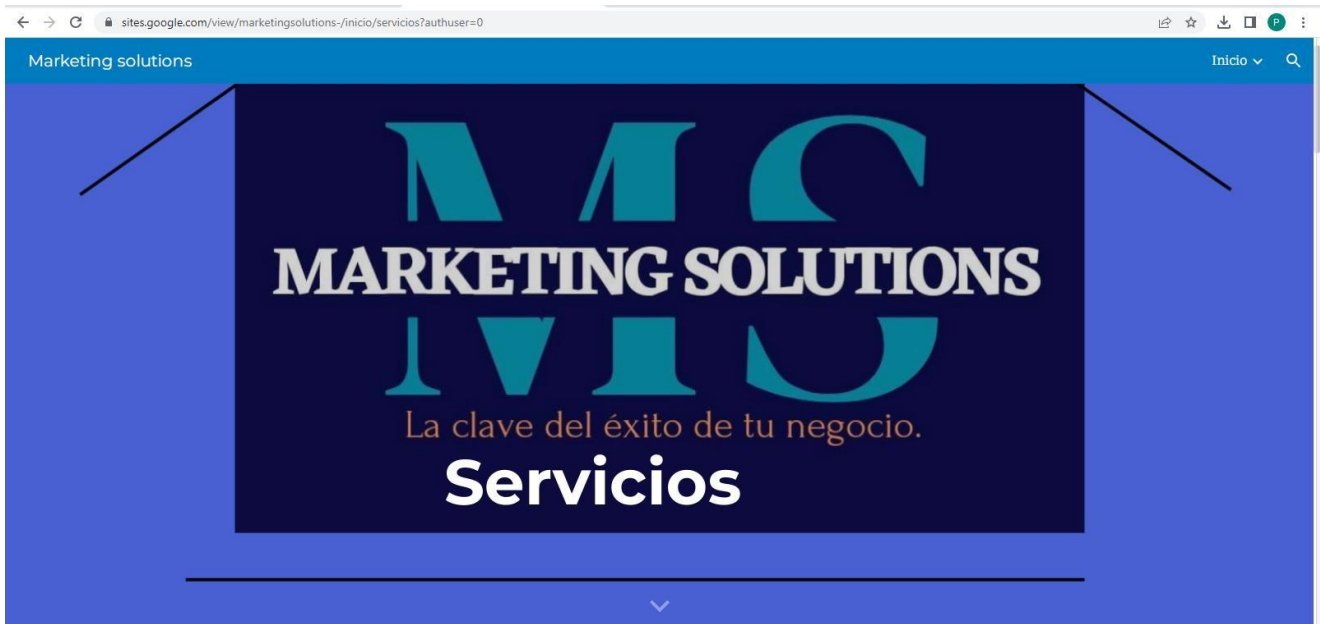 sites.google.com/view/marketingsolutions-/inicio/servicios?authuser=0
P
Marketing solutions
Inicio
MS
MARKETING SOLUTIONS
La clave del éxito de tu negocio.
Servicios